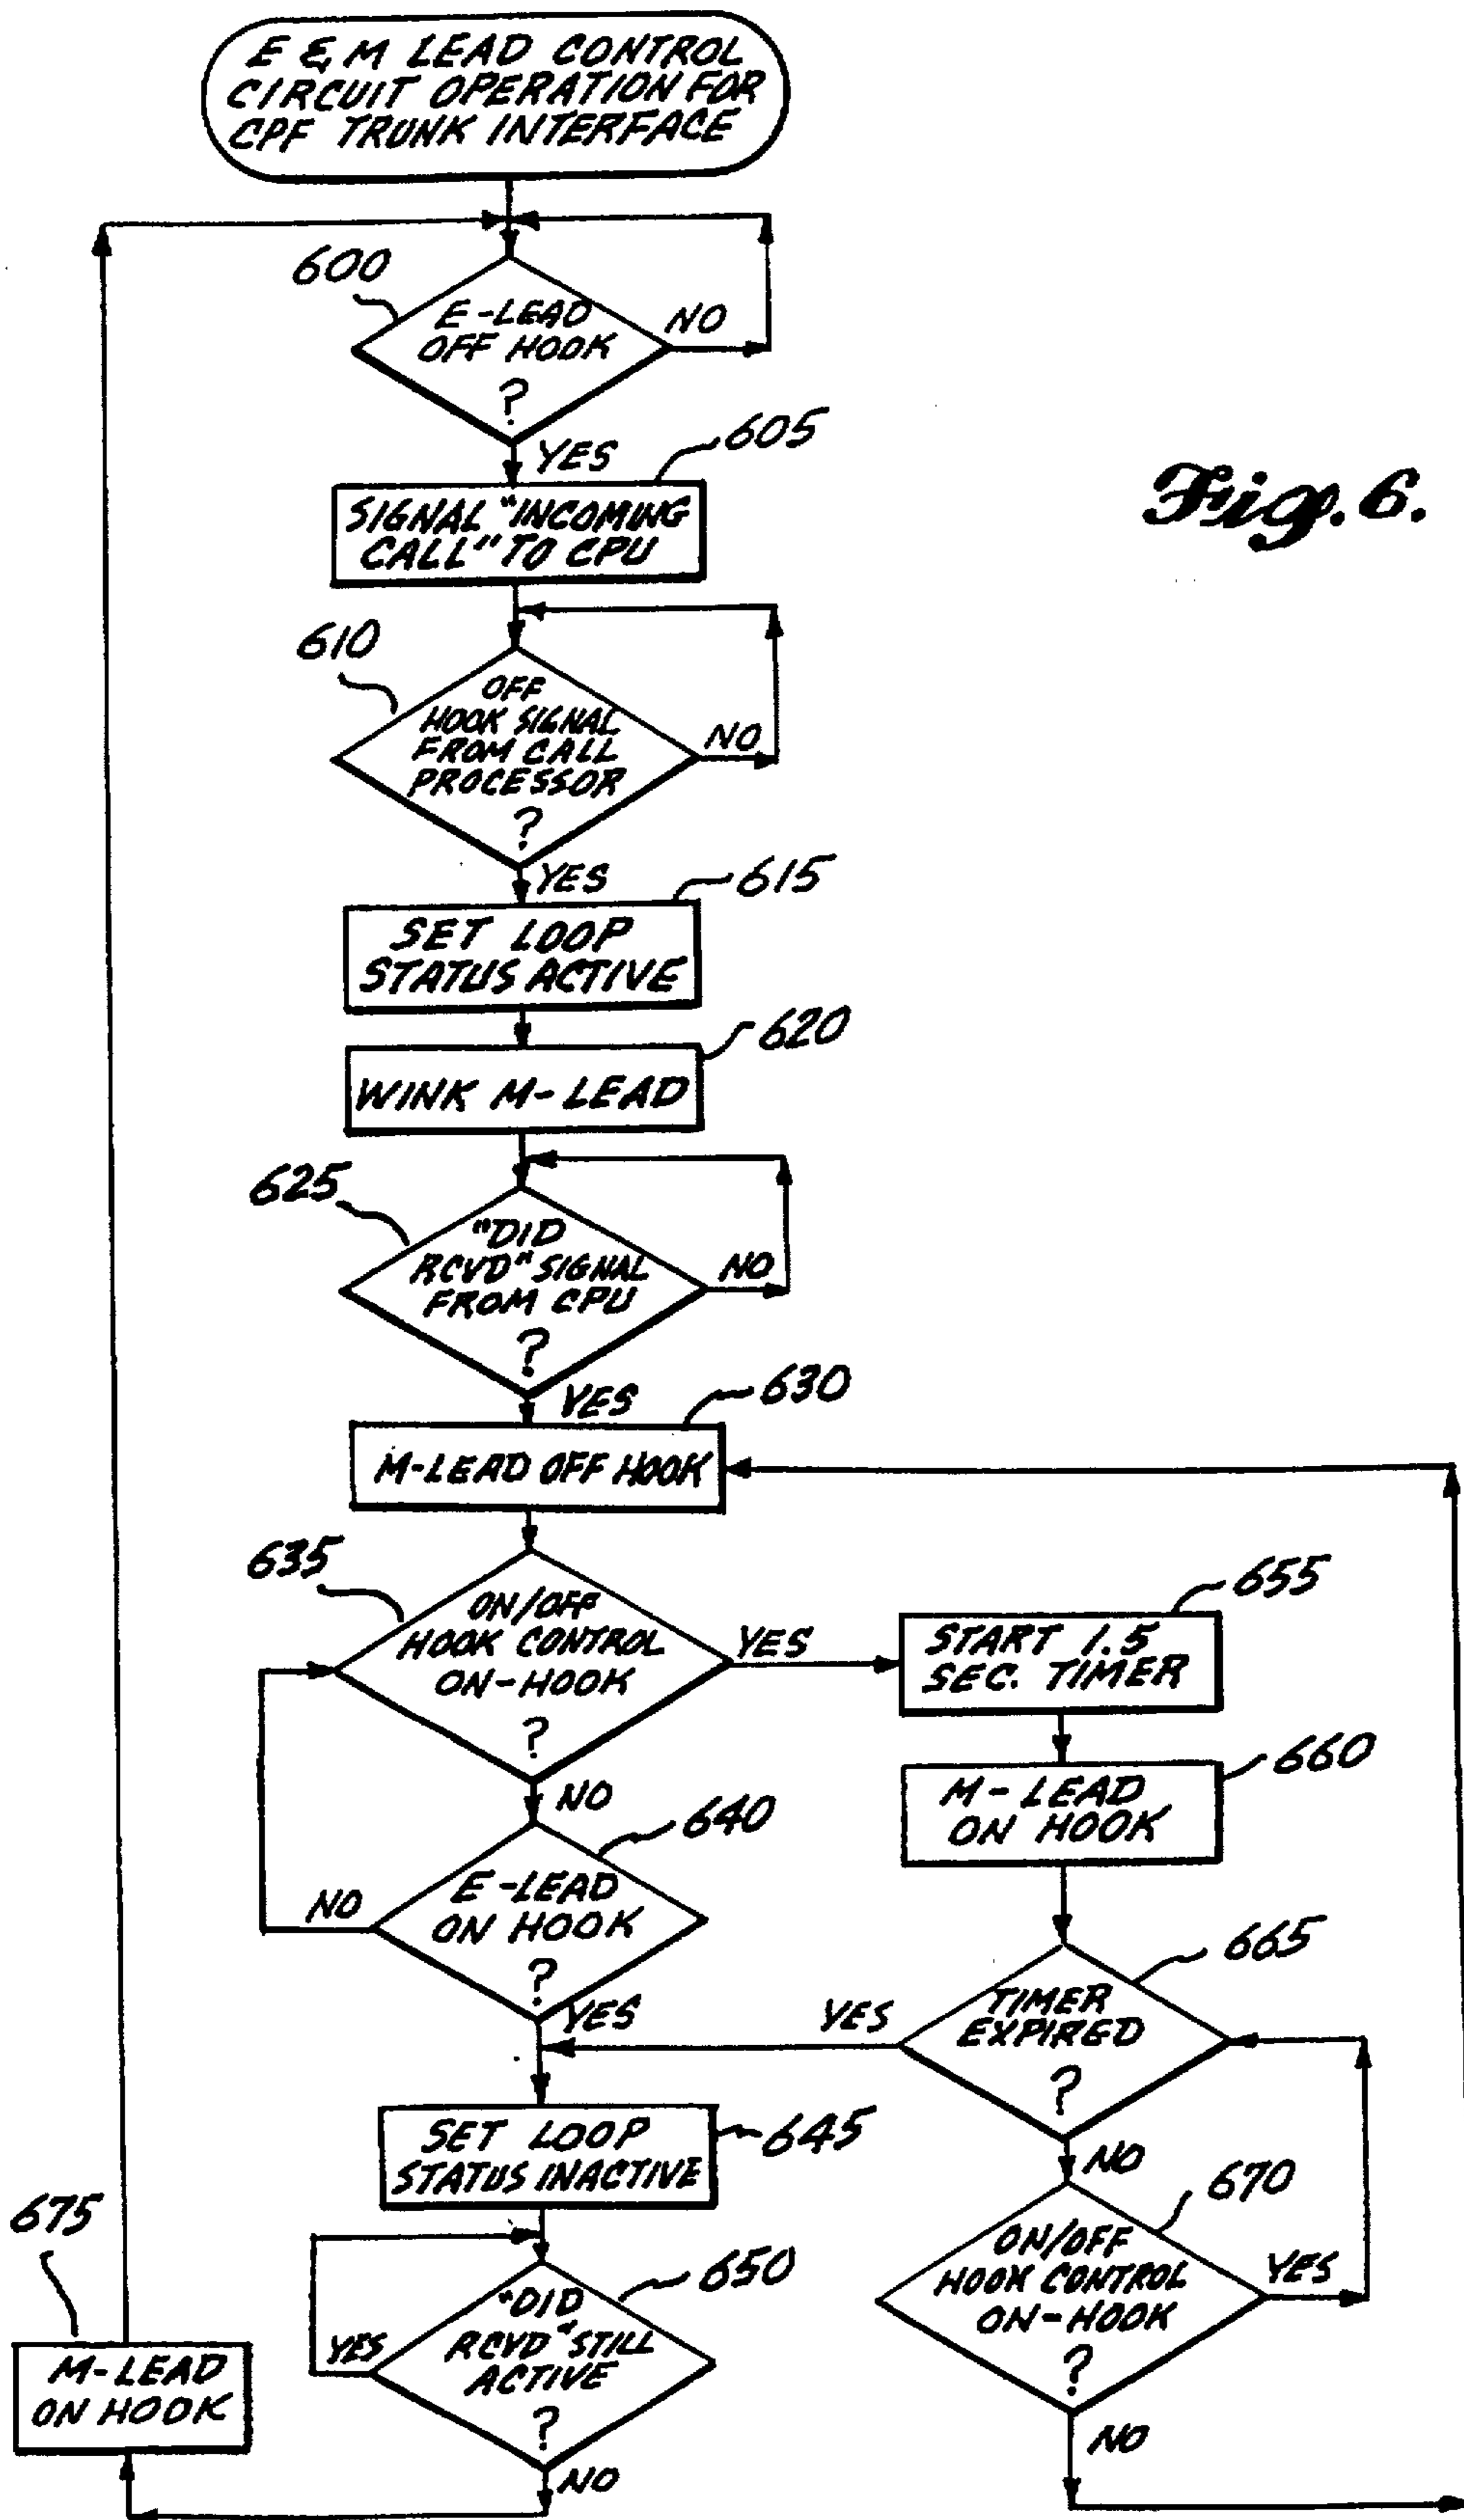 E & M LEAD CONTROL
CIRCUIT OPERATION FOR
CPF TRUNK INTERFACE
600
E-LEAD
OFF HOOK
?
NO
YES
605
SIGNAL "INCOMING
CALL" TO CPU
Fig. 6.
610
OFF
HOOK SIGNAL
FROM CALL
PROCESSOR
?
NO
YES
615
SET LOOP
STATUS ACTIVE
620
WINK M-LEAD
625
"DID
RCVD" SIGNAL
FROM CPU
?
NO
YES
630
M-LEAD OFF HOOK
635
ON/OFF
HOOK CONTROL
ON-HOOK
?
YES
NO
655
START 1.5
SEC. TIMER
660
M-LEAD
ON HOOK
640
E-LEAD
ON HOOK
?
NO
YES
665
TIMER
EXPIRED
?
YES
NO
645
SET LOOP
STATUS INACTIVE
670
ON/OFF
HOOK CONTROL
ON-HOOK
?
YES
NO
650
"DID
RCVD" STILL
ACTIVE
?
YES
NO
675
M-LEAD
ON HOOK